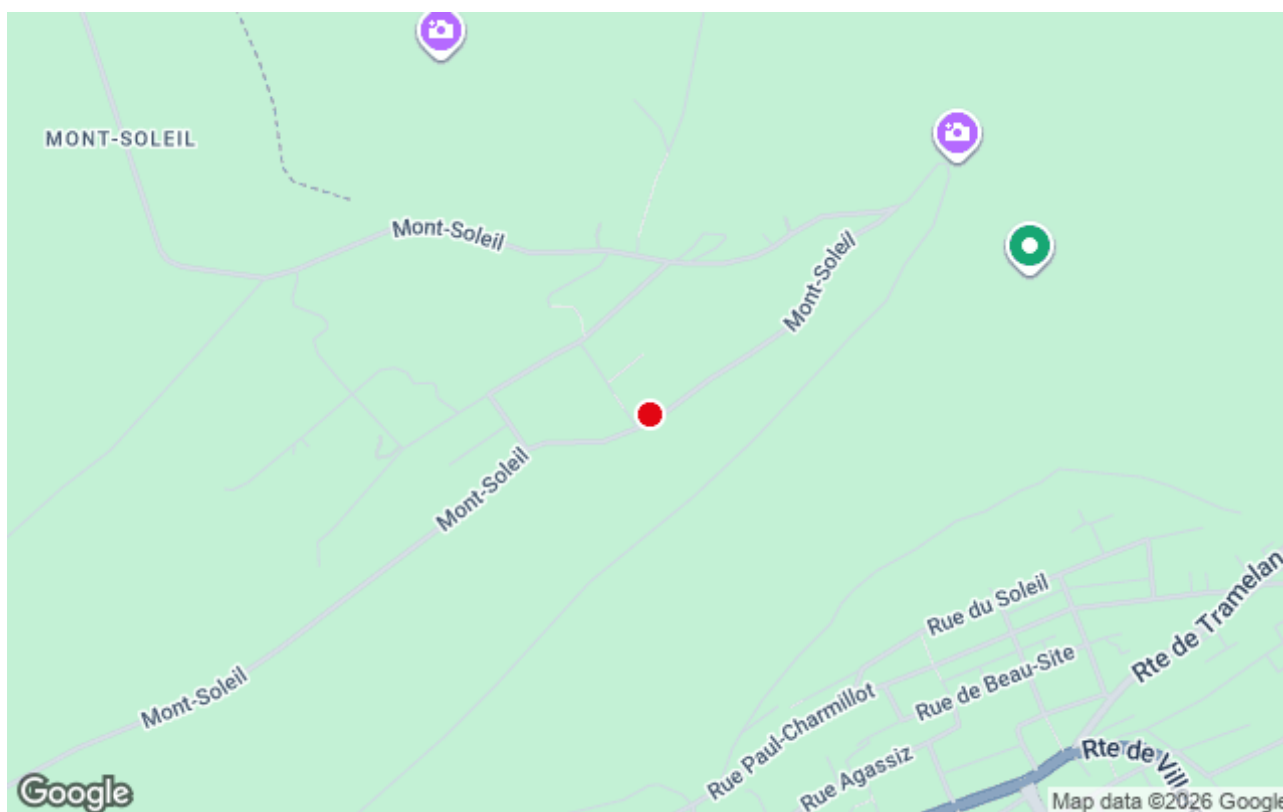 MONT-SOLEIL
Mont-Soleil
Mont-Soleil
Mont-Soleil
Mont-Soleil
Rue du Soleil
Rte de Tramelan
Rue de Beau-Site
Rue Paul-Charmillot
Rue Agassiz
Rte de Vill
Google
Map data ©2026 Google